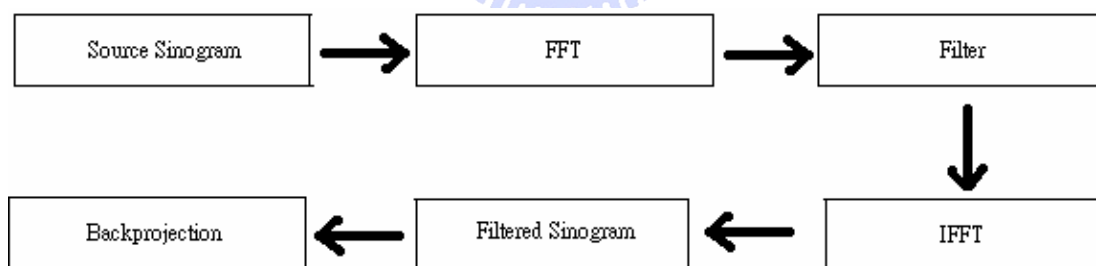 Source Sinogram
FFT
Filter
IFFT
Filtered Sinogram
Backprojection